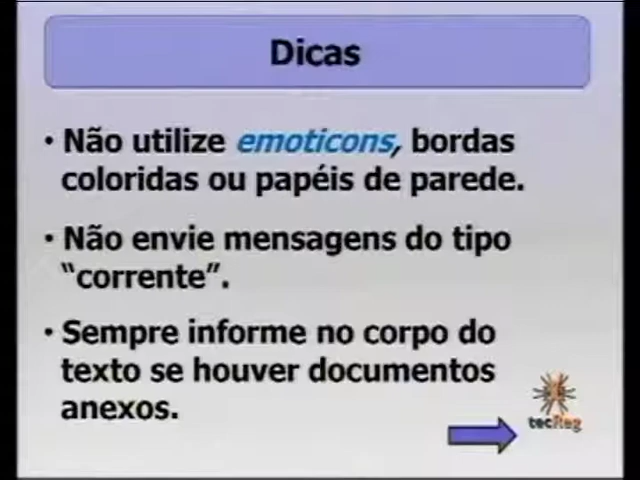 Dicas
• Não utilize emoticons, bordas
coloridas ou papéis de parede.
• Não envie mensagens do tipo
“corrente”.
• Sempre informe no corpo do
texto se houver documentos
anexos.
tecReg